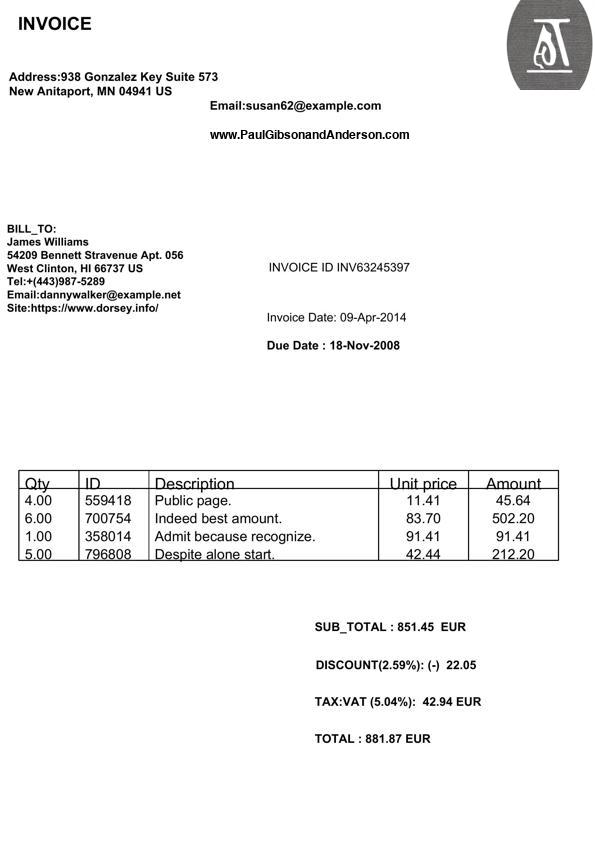 INVOICE
Address:938 Gonzalez Key Suite 573
New Anitaport, MN 04941 US
Email:susan62@example.com
www.PaulGibsonandAnderson.com
BILL_TO:
James Williams
54209 Bennett Stravenue Apt. 056
West Clinton, HI 66737 US
Tel:+(443)987-5289
Email:dannywalker@example.net
Site:https://www.dorsey.info/
INVOICE ID INV63245397
Invoice Date: 09-Apr-2014
Due Date : 18-Nov-2008
Qty ID Description Unit price Amount
4.00 559418 Public page. 11.41 45.64
6.00 700754 Indeed best amount. 83.70 502.20
1.00 358014 Admit because recognize. 91.41 91.41
5.00 796808 Despite alone start. 42.44 212.20
SUB_TOTAL : 851.45 EUR
DISCOUNT(2.59%): (-) 22.05
TAX:VAT (5.04%): 42.94 EUR
TOTAL : 881.87 EUR